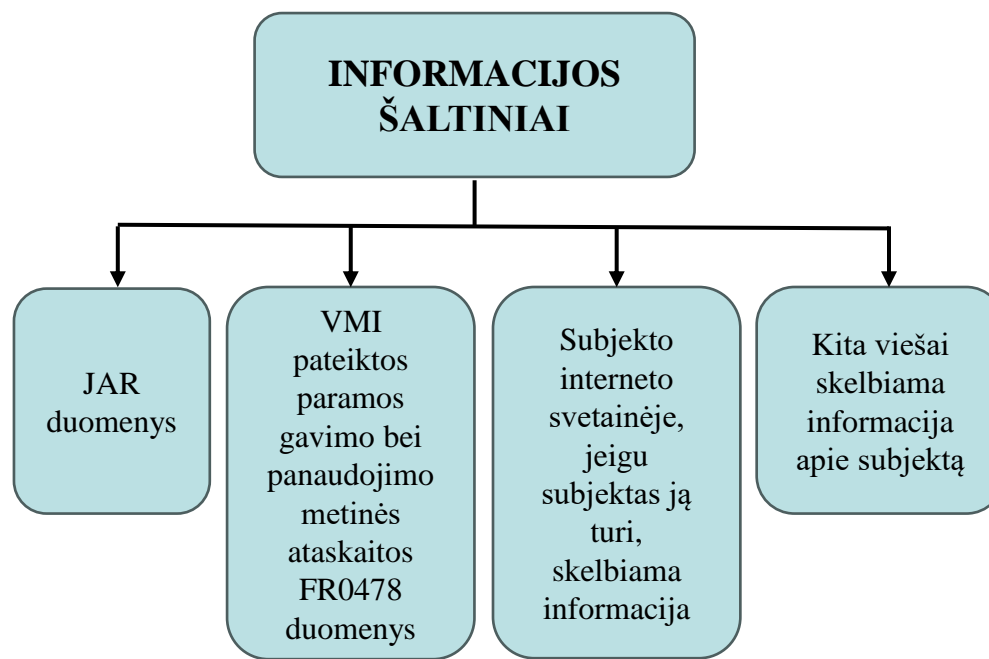 INFORMACIJOS
ŠALTINIAI
JAR
duomenys
VMI
pateiktos
paramos
gavimo bei
panaudojimo
metinės
ataskaitos
FR0478
duomenys
Subjekto
interneto
svetainėje,
jeigu
subjektas ją
turi,
skelbiama
informacija
Kita viešai
skelbiama
informacija
apie subjektą